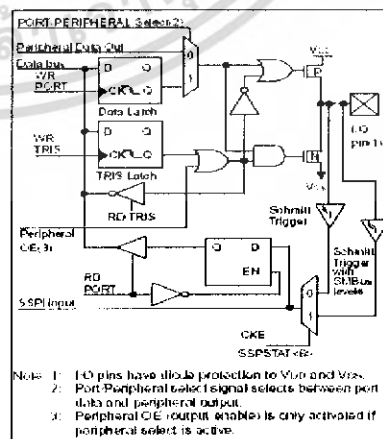 PORT/PERIPHERAL Select(2)
Peripheral Data Out
Data bus
WR
PORT
D Q
CK Q
Data Latch
WR
TRIS
D Q
CK Q
TRIS Latch
0
1
VDD
P
N
VSS
I/O
pin(1)
RD TRIS
Peripheral
OE(3)
Schmitt
Trigger
Schmitt
Trigger
with
SMBus
levels
Q D
EN
RD
PORT
SSPI input
0
1
CKE
SSPSTAT<6>
Note 1: I/O pins have diode protection to VDD and VSS.
2: Port/Peripheral select signal selects between port
data and peripheral output.
3: Peripheral OE (output enable) is only activated if
peripheral select is active.